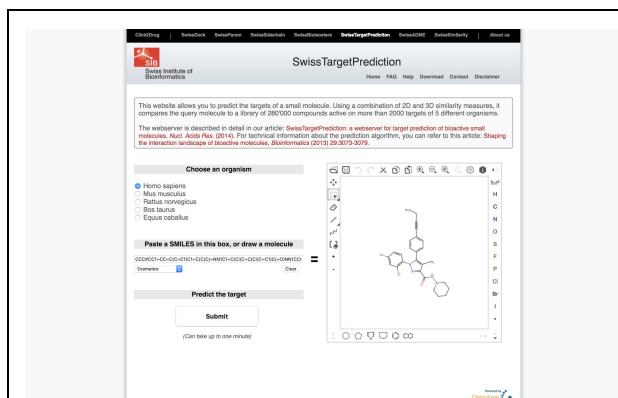 Click2Drug | SwissDock SwissParam SwissSidechain SwissBioisostere SwissTargetPrediction SwissADME SwissSimilarity | About us
SIB
Swiss Institute of
Bioinformatics
SwissTargetPrediction
Home FAQ Help Download Contact Disclaimer
This website allows you to predict the targets of a small molecule. Using a combination of 2D and 3D similarity measures, it
compares the query molecule to a library of 280'000 compounds active on more than 2000 targets of 5 different organisms.
The webserver is described in detail in our article: SwissTargetPrediction: a webserver for target prediction of bioactive small
molecules, Nucl. Acids Res. (2014). For technical information about the prediction algorithm, you can refer to this article: Shaping
the interaction landscape of bioactive molecules, Bioinformatics (2013) 29:3073-3079.
Choose an organism
Homo sapiens
Mus musculus
Rattus norvegicus
Bos taurus
Equus caballus
Paste a SMILES in this box, or draw a molecule
Examples:
Clear
=
Predict the target
Submit
(Can take up to one minute)
H
C
N
O
S
F
P
Cl
Br
I
Powered by